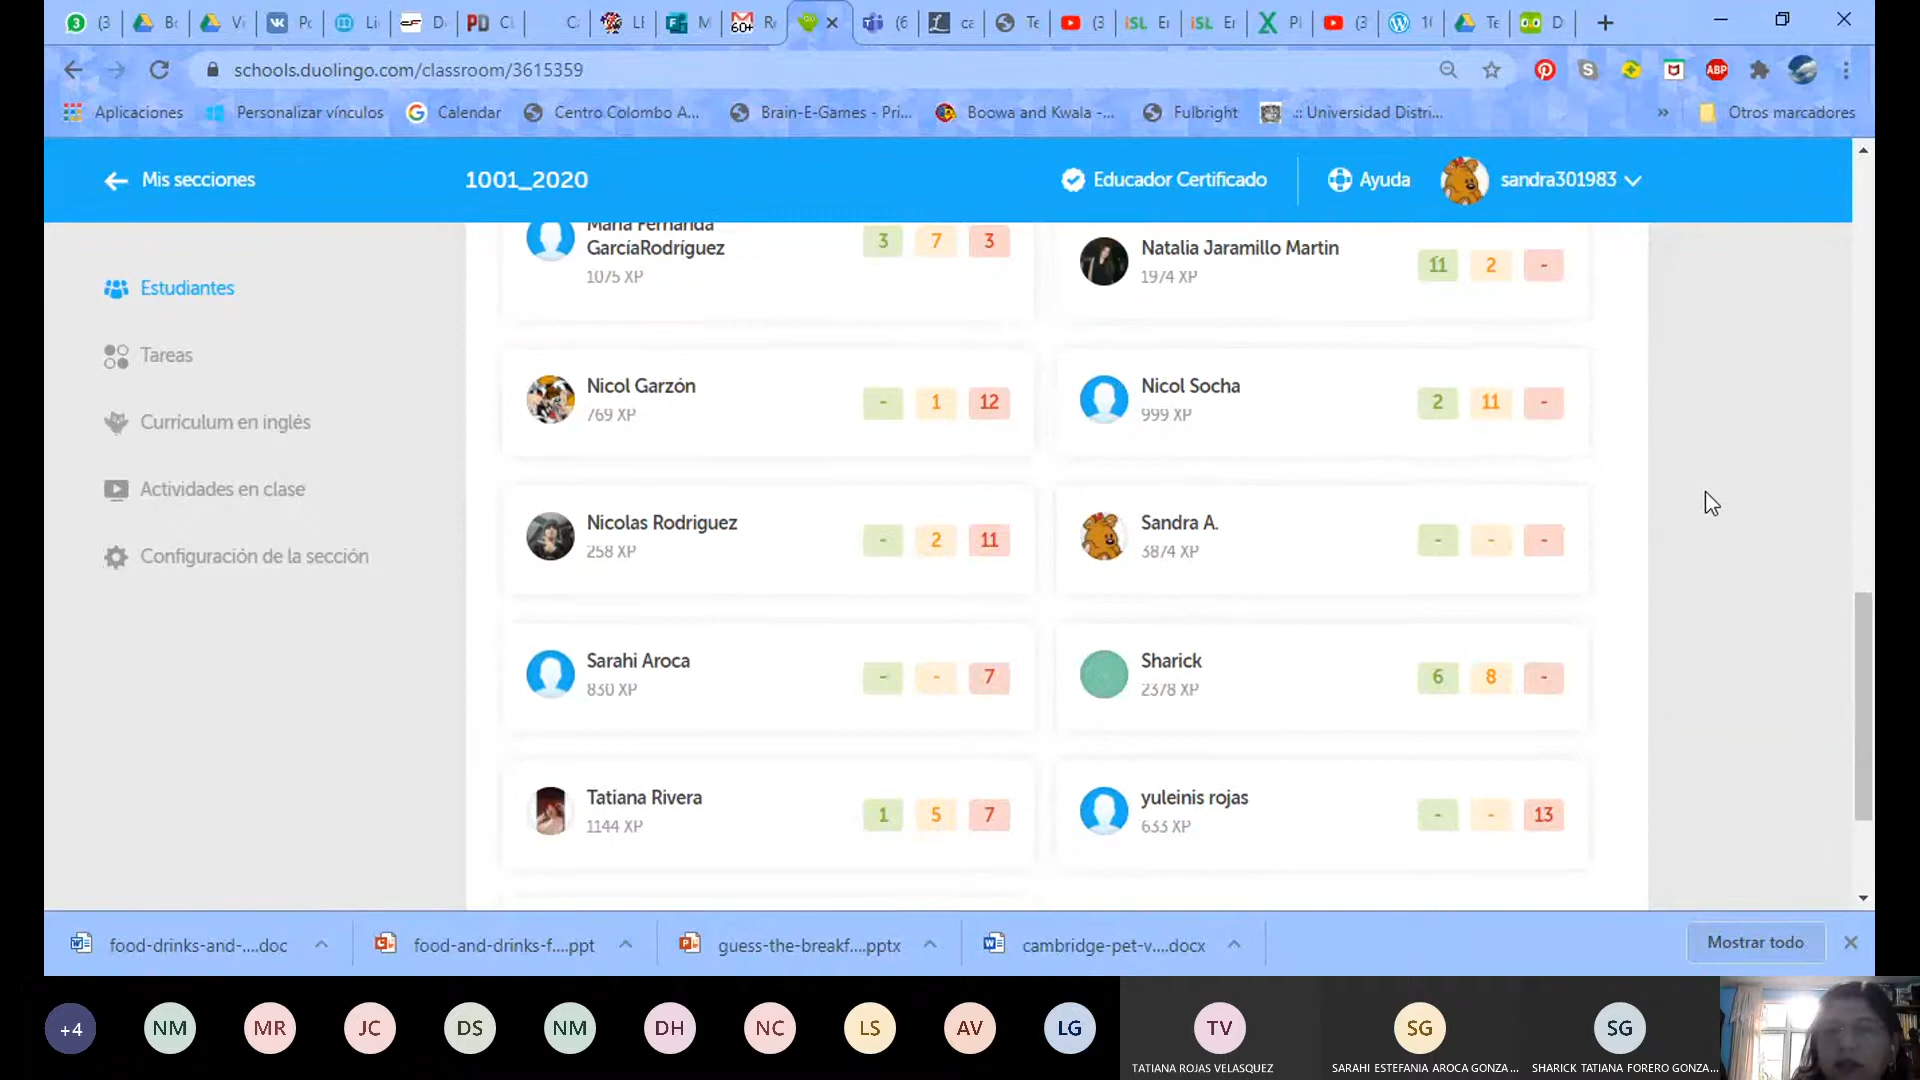 schools.duolingo.com/classroom/3615359
Aplicaciones
Personalizar vínculos
Calendar
Centro Colombo A...
Brain-E-Games - Pri...
Boowa and Kwala -...
Fulbright
.:: Universidad Distri...
»
Otros marcadores
Mis secciones
1001_2020
Educador Certificado
Ayuda
sandra301983
Estudiantes
Tareas
Currículum en inglés
Actividades en clase
Configuración de la sección
María Fernanda
GarcíaRodríguez
1075 XP
3 7 3
Natalia Jaramillo Martin
1974 XP
11 2 -
Nicol Garzón
769 XP
- 1 12
Nicol Socha
999 XP
2 11 -
Nicolas Rodriguez
258 XP
- 2 11
Sandra A.
3874 XP
- - -
Sarahi Aroca
830 XP
- - 7
Sharick
2378 XP
6 8 -
Tatiana Rivera
1144 XP
1 5 7
yuleinis rojas
633 XP
- - 13
food-drinks-and-....doc
food-and-drinks-f....ppt
guess-the-breakf....pptx
cambridge-pet-v....docx
Mostrar todo
+4
NM
MR
JC
DS
NM
DH
NC
LS
AV
LG
TV
SG
SG
TATIANA ROJAS VELASQUEZ
SARAHI ESTEFANIA AROCA GONZA...
SHARICK TATIANA FORERO GONZA...